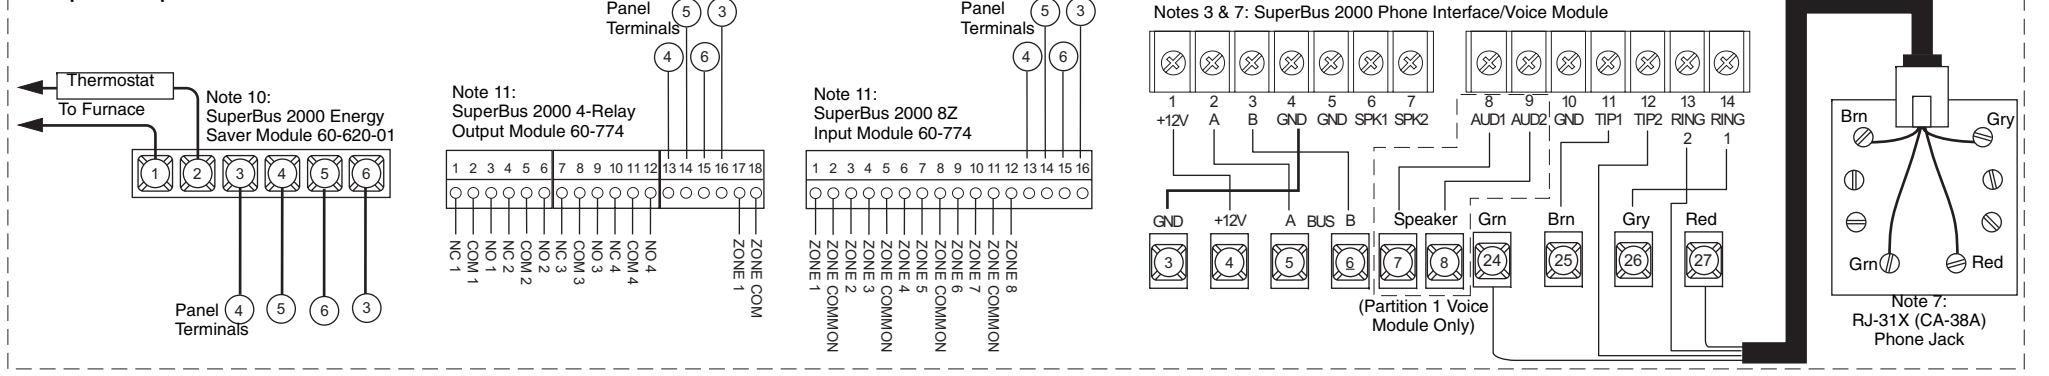 Thermostat
To Furnace
Note 10:
SuperBus 2000 Energy
Saver Module 60-620-01
1 2 3 4 5 6
Panel
Terminals
4 5 6 3
Panel
Terminals
5 3
4 6
Note 11:
SuperBus 2000 4-Relay
Output Module 60-774
1 2 3 4 5 6 7 8 9 10 11 12 13 14 15 16 17 18
NC 1
COM 1
NO 1
NC 2
COM 2
NO 2
NC 3
COM 3
NO 3
NC 4
COM 4
NO 4
ZONE 1
ZONE COM
Panel
Terminals
5 3
4 6
Note 11:
SuperBus 2000 8Z
Input Module 60-774
1 2 3 4 5 6 7 8 9 10 11 12 13 14 15 16
ZONE 1
ZONE COMMON
ZONE 2
ZONE 3
ZONE COMMON
ZONE 4
ZONE 5
ZONE COMMON
ZONE 6
ZONE 7
ZONE COMMON
ZONE 8
Notes 3 & 7: SuperBus 2000 Phone Interface/Voice Module
1 2 3 4 5 6 7 8 9 10 11 12 13 14
+12V A B GND GND SPK1 SPK2 AUD1 AUD2 GND TIP1 TIP2 RING RING
2 1
GND +12V A BUS B Speaker Grn Brn Gry Red
3 4 5 6 7 8 24 25 26 27
(Partition 1 Voice
Module Only)
Brn Gry
Grn Red
Note 7:
RJ-31X (CA-38A)
Phone Jack